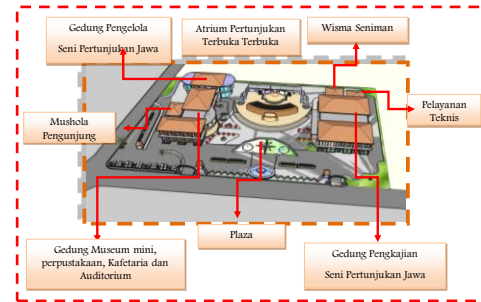 Gedung Pengelola
Seni Pertunjukan Jawa
Atrium Pertunjukan
Terbuka Terbuka
Wisma Seniman
Pelayanan
Teknis
Mushola
Pengunjung
Gedung Museum mini,
perpustakaan, Kafetaria dan
Auditorium
Plaza
Gedung Pengkajian
Seni Pertunjukan Jawa